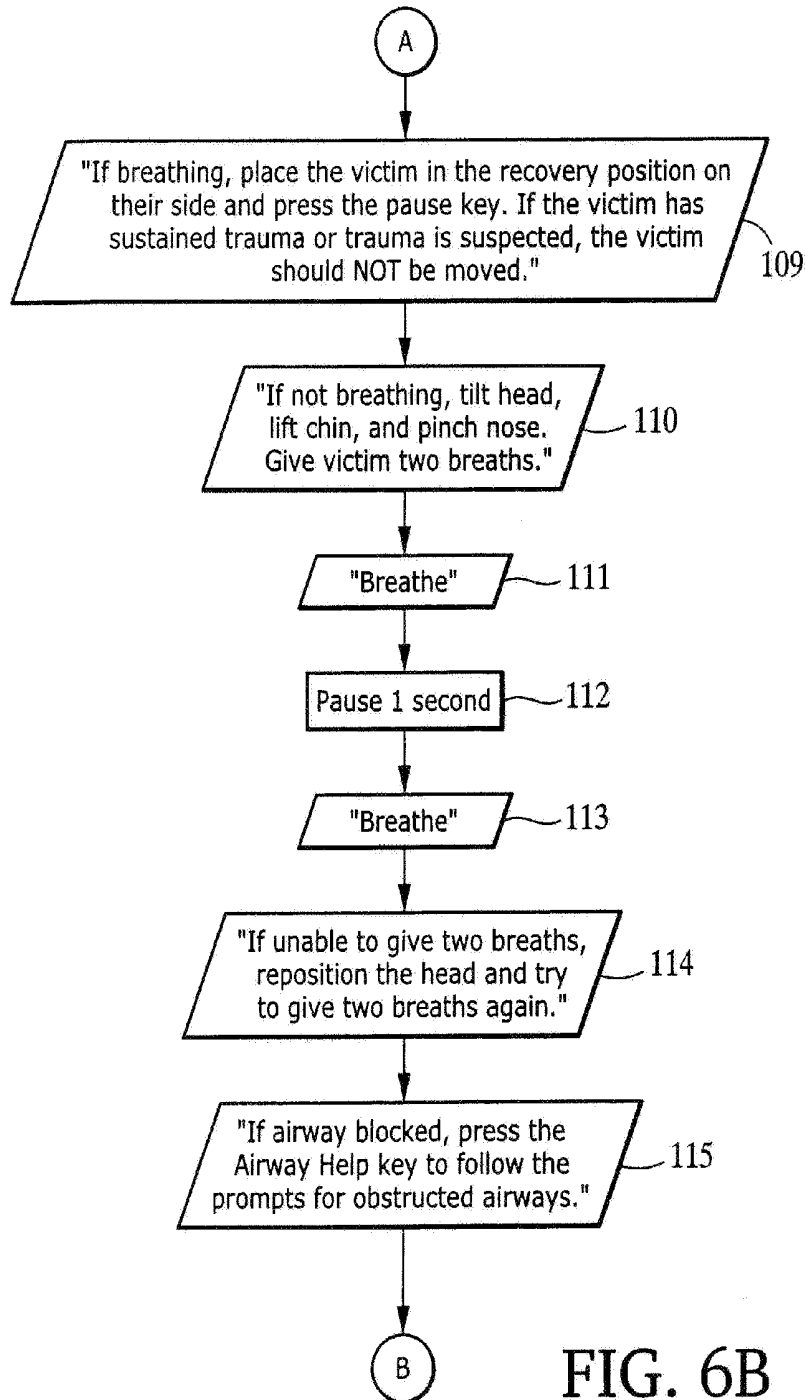 A
"If breathing, place the victim in the recovery position on
their side and press the pause key. If the victim has
sustained trauma or trauma is suspected, the victim
should NOT be moved."
109
"If not breathing, tilt head,
lift chin, and pinch nose.
Give victim two breaths."
110
"Breathe"
111
Pause 1 second
112
"Breathe"
113
"If unable to give two breaths,
reposition the head and try
to give two breaths again."
114
"If airway blocked, press the
Airway Help key to follow the
prompts for obstructed airways."
115
B
FIG. 6B